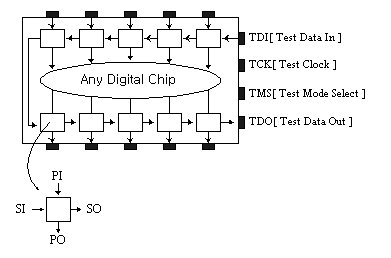 TDI[ Test Data In ]
TCK[ Test Clock ]
Any Digital Chip
TMS[ Test Mode Select ]
TDO[ Test Data Out ]
PI
SI
SO
PO